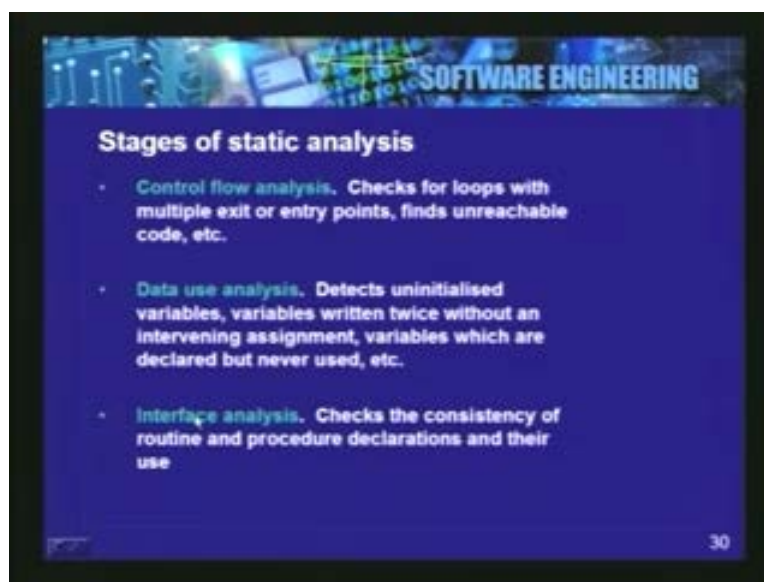 SOFTWARE ENGINEERING
Stages of static analysis
• Control flow analysis. Checks for loops with
multiple exit or entry points, finds unreachable
code, etc.
• Data use analysis. Detects uninitialised
variables, variables written twice without an
intervening assignment, variables which are
declared but never used, etc.
• Interface analysis. Checks the consistency of
routine and procedure declarations and their
use
30